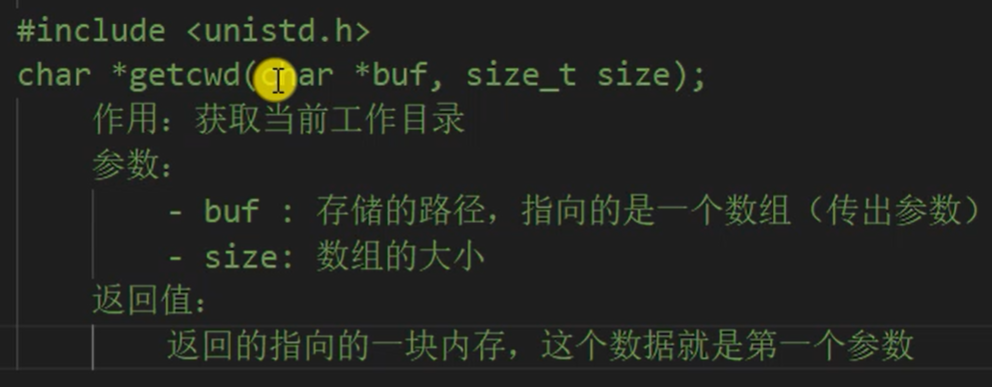 #include <unistd.h>
char *getcwd(char *buf, size_t size);
作用：获取当前工作目录
参数：
- buf : 存储的路径，指向的是一个数组（传出参数）
- size: 数组的大小
返回值：
返回的指向的一块内存，这个数据就是第一个参数